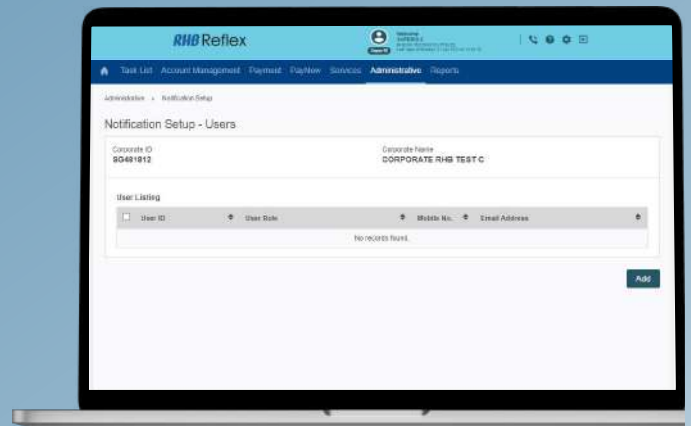 RHB Reflex
Welcome
Task List Account Management Payment PayNow Services Administrative Reports
Administrative > Notification Setup
Notification Setup - Users
Corporate ID Corporate Name
SG481812 CORPORATE RHB TEST C
User Listing
User ID User Role Mobile No. Email Address
No records found.
Add